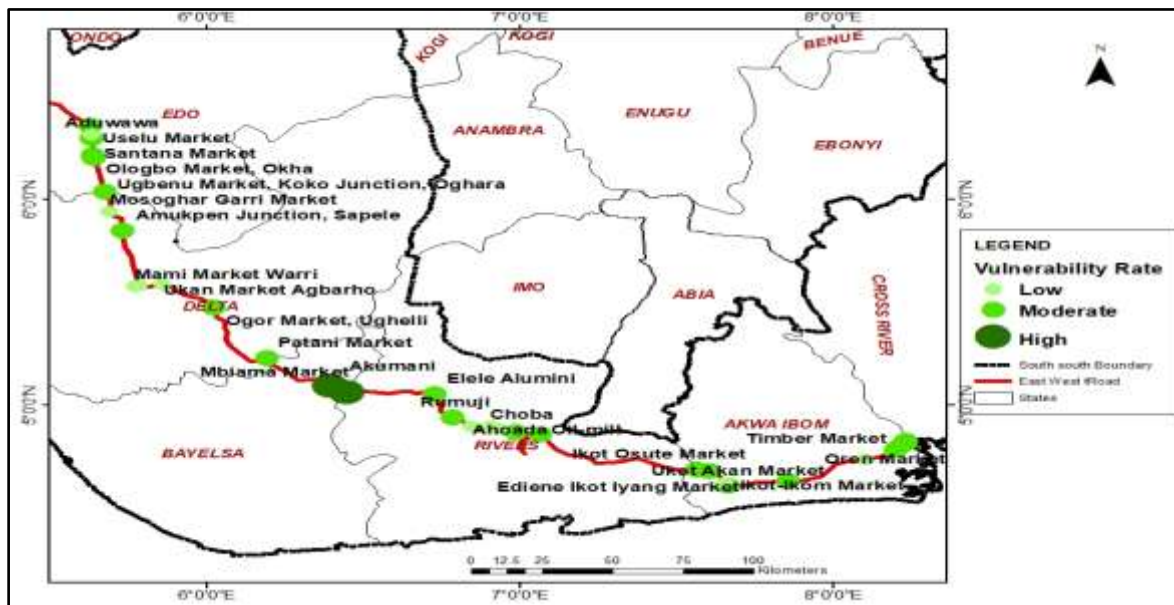 6°0'0"E 7°0'0"E 8°0'0"E
ONDO
KOGI
KOGI
BENUE
N
EDO
ENUGU
ANAMBRA
EBONYI
Aduwawa
Uselu Market
Santana Market
Ologbo Market, Okha
Ugbenu Market, Koko Junction, Oghara
Mosoghar Garri Market
Amukpen Junction, Sapele
6°0'0"N
6°0'0"N
Mami Market Warri
Ukan Market Agbarho
DELTA
Ogor Market, Ughelli
Patani Market
Mbiama Market
Akumani
IMO
ABIA
CROSS RIVER
Elele Alumini
Rumuji
Choba
Ahoada Oil mill
RIVERS
5°0'0"N
5°0'0"N
BAYELSA
AKWA IBOM
Timber Market
Oren Market
Ikot Osute Market
Uket Akan Market
Ediene Ikot Iyang Market
Ikot-Ikom Market
LEGEND
Vulnerability Rate
Low
Moderate
High
South south Boundary
East West tRoad
States
0 12.5 25 50 75 100
Kilometers
6°0'0"E 7°0'0"E 8°0'0"E